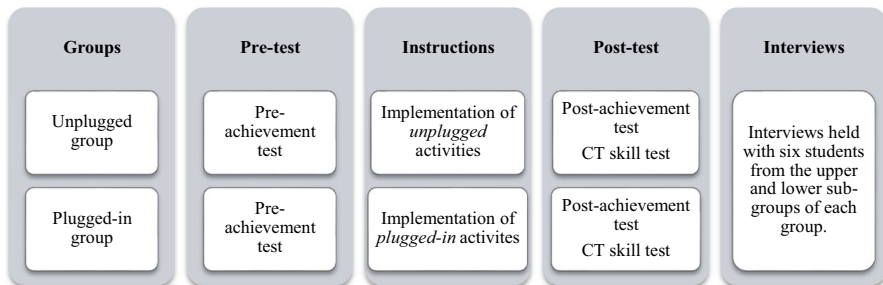 Groups
Unplugged
group
Plugged-in
group
Pre-test
Pre-
achievement
test
Pre-
achievement
test
Instructions
Implementation of
unplugged
activities
Implementation of
plugged-in activites
Post-test
Post-achievement
test
CT skill test
Post-achievement
test
CT skill test
Interviews
Interviews held
with six students
from the upper
and lower sub-
groups of each
group.